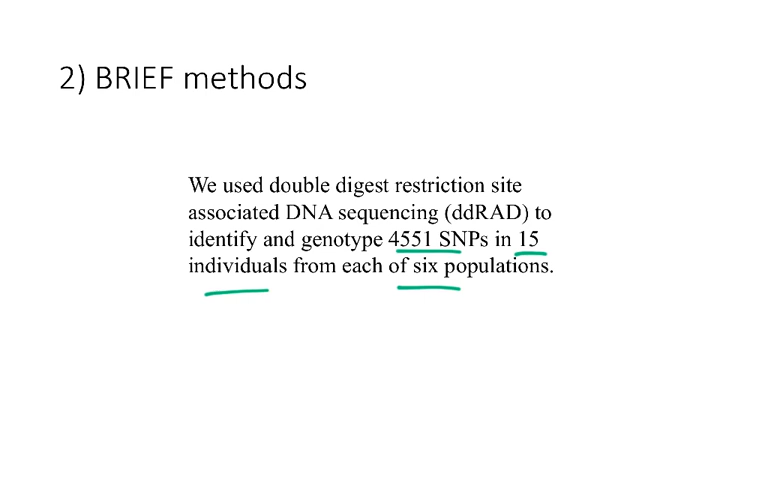 2) BRIEF methods
We used double digest restriction site
associated DNA sequencing (ddRAD) to
identify and genotype 4551 SNPs in 15
individuals from each of six populations.